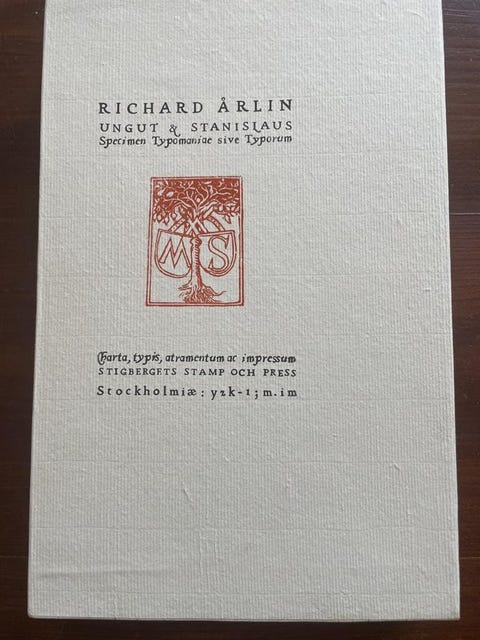 RICHARD ÅRLIN
UNGUT & STANISLAUS
Specimen Typomaniae sive Typorum
M S
Charta, typis, atramentum ac impressum
STIGBERGETS STAMP OCH PRESS
Stockholmiæ: y2k-1; m.im